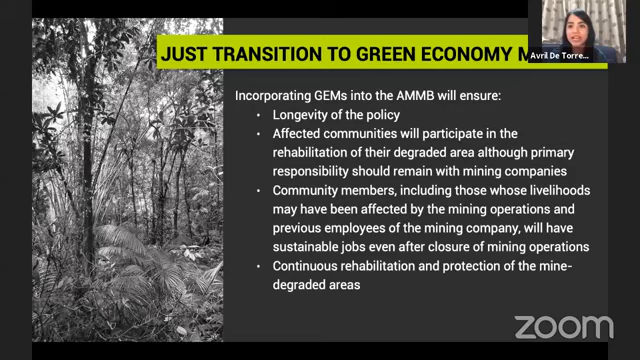 JUST TRANSITION TO GREEN ECONOMY M
Avril De Torre...
Incorporating GEMs into the AMMB will ensure:
• Longevity of the policy
• Affected communities will participate in the
rehabilitation of their degraded area although primary
responsibility should remain with mining companies
• Community members, including those whose livelihoods
may have been affected by the mining operations and
previous employees of the mining company, will have
sustainable jobs even after closure of mining operations
• Continuous rehabilitation and protection of the mine-
degraded areas
zoom